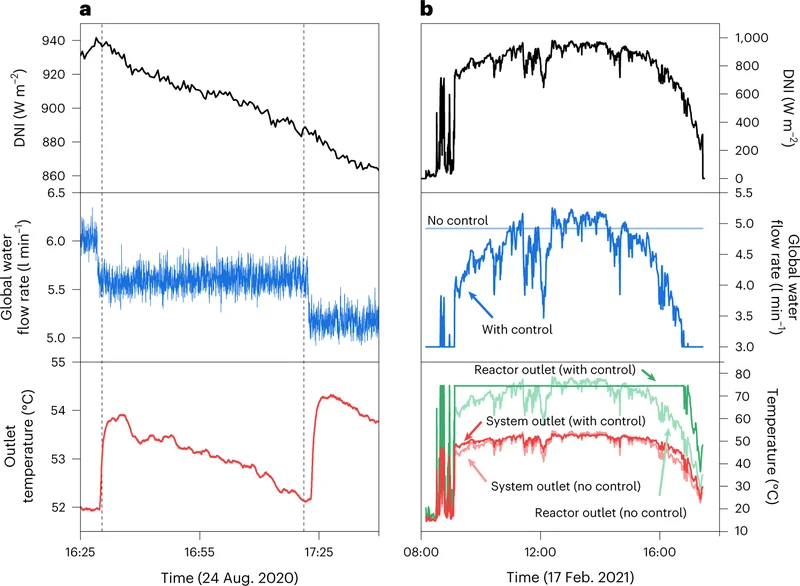 a
DNI (W m⁻²)
940
920
900
880
860
Global water
flow rate (l min⁻¹)
6.5
6.0
5.5
5.0
Outlet
temperature (°C)
55
54
53
52
16:25
16:55
17:25
Time (24 Aug. 2020)
b
1,000
800
600
400
200
0
DNI (W m⁻²)
No control
With control
5.5
5.0
4.5
4.0
3.5
3.0
Global water
flow rate (l min⁻¹)
Reactor outlet (with control)
System outlet (with control)
System outlet (no control)
Reactor outlet (no control)
80
70
60
50
40
30
20
10
Temperature (°C)
08:00
12:00
16:00
Time (17 Feb. 2021)